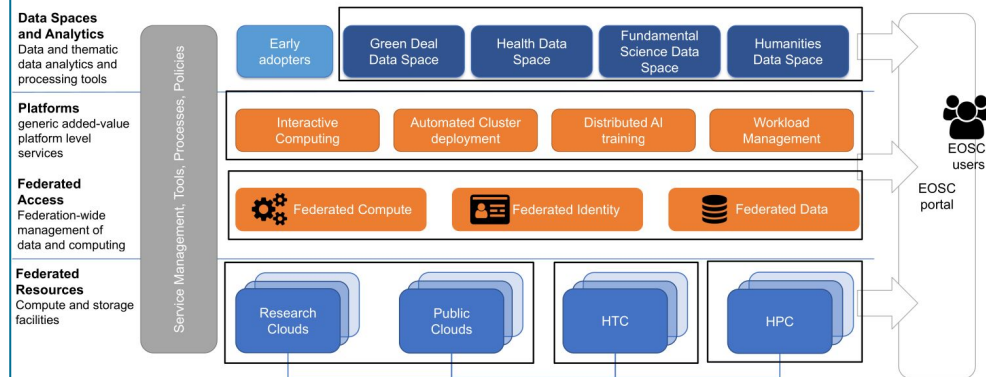 Data Spaces
and Analytics
Data and thematic
data analytics and
processing tools
Early
adopters
Green Deal
Data Space
Health Data
Space
Fundamental
Science Data
Space
Humanities
Data Space
Platforms
generic added-value
platform level
services
Interactive
Computing
Automated Cluster
deployment
Distributed AI
training
Workload
Management
Federated
Access
Federation-wide
management of
data and computing
Federated Compute
Federated Identity
Federated Data
Federated
Resources
Compute and storage
facilities
Research
Clouds
Public
Clouds
HTC
HPC
Service Management, Tools, Processes, Policies
EOSC
users
EOSC
portal